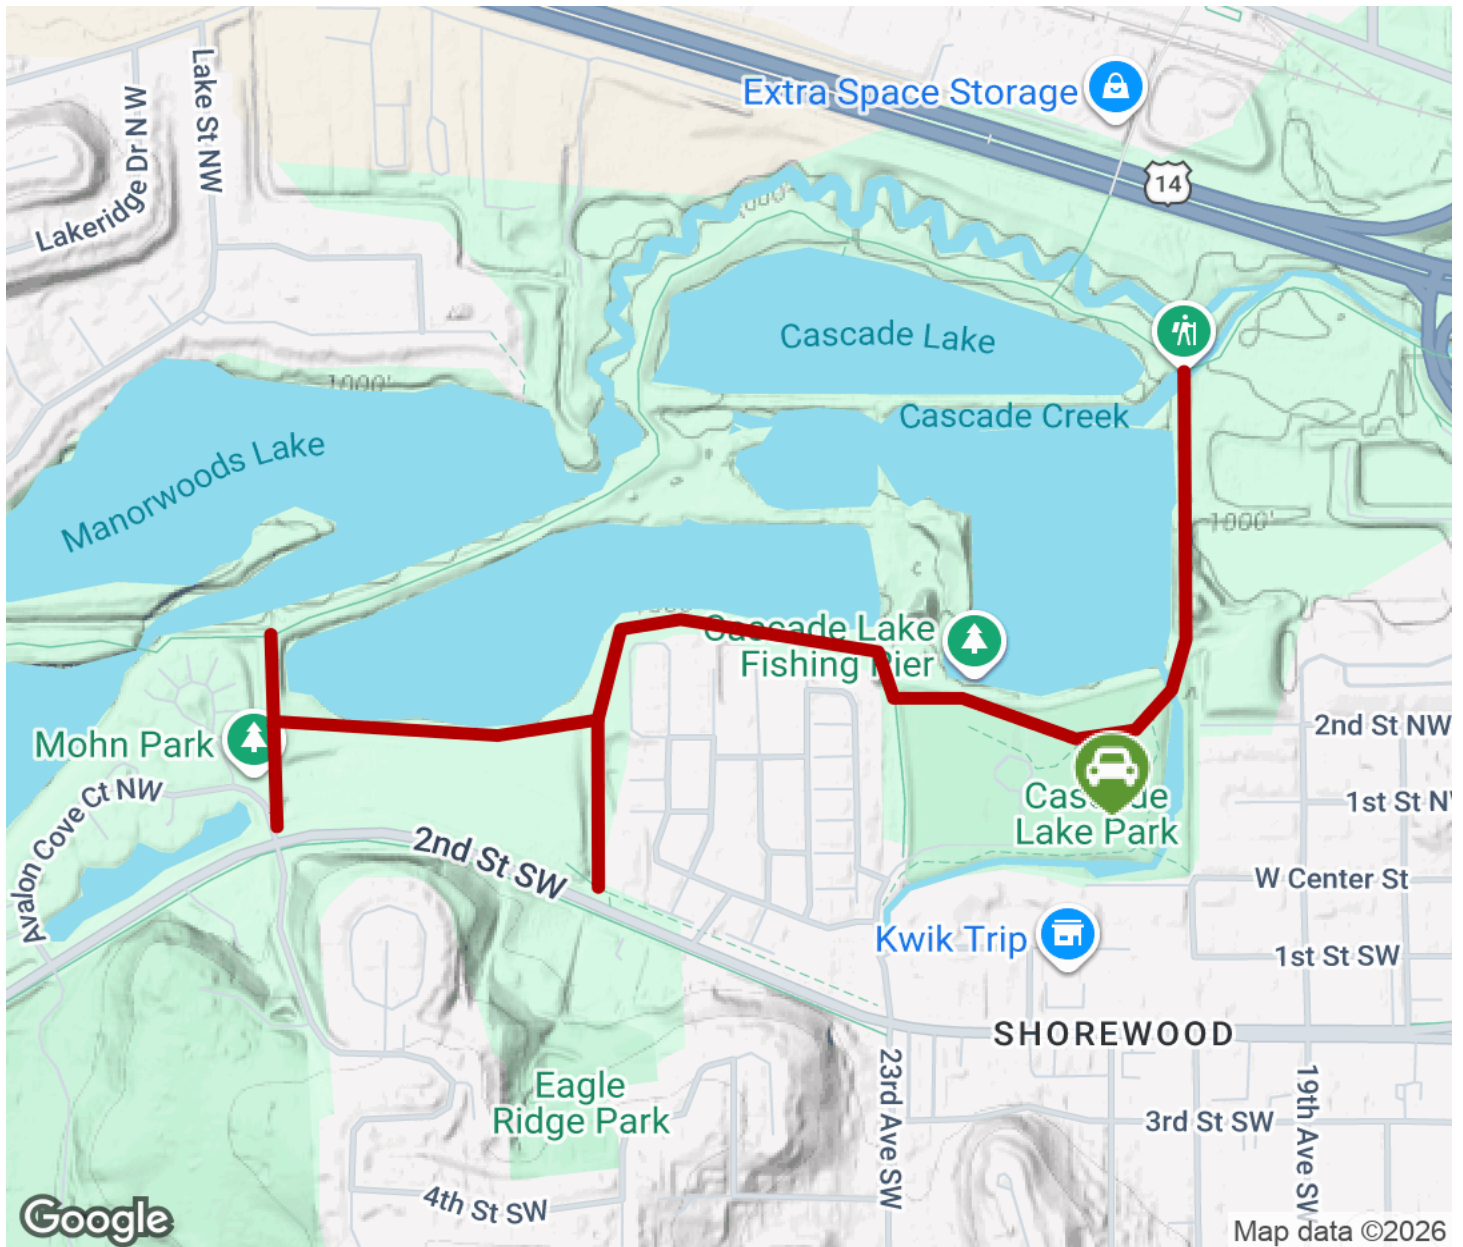 Lake St NW
Lakeridge Dr N W
Extra Space Storage
14
1000'
Cascade Lake
1000'
Cascade Creek
Manorwoods Lake
1000'
Cascade Lake
Fishing Pier
Mohn Park
Avalon Cove Ct NW
2nd St NW
1st St N
Cascade
Lake Park
2nd St SW
W Center St
Kwik Trip
1st St SW
SHOREWOOD
Eagle
Ridge Park
23rd Ave SW
19th Ave SW
3rd St SW
4th St SW
Google
Map data ©2026